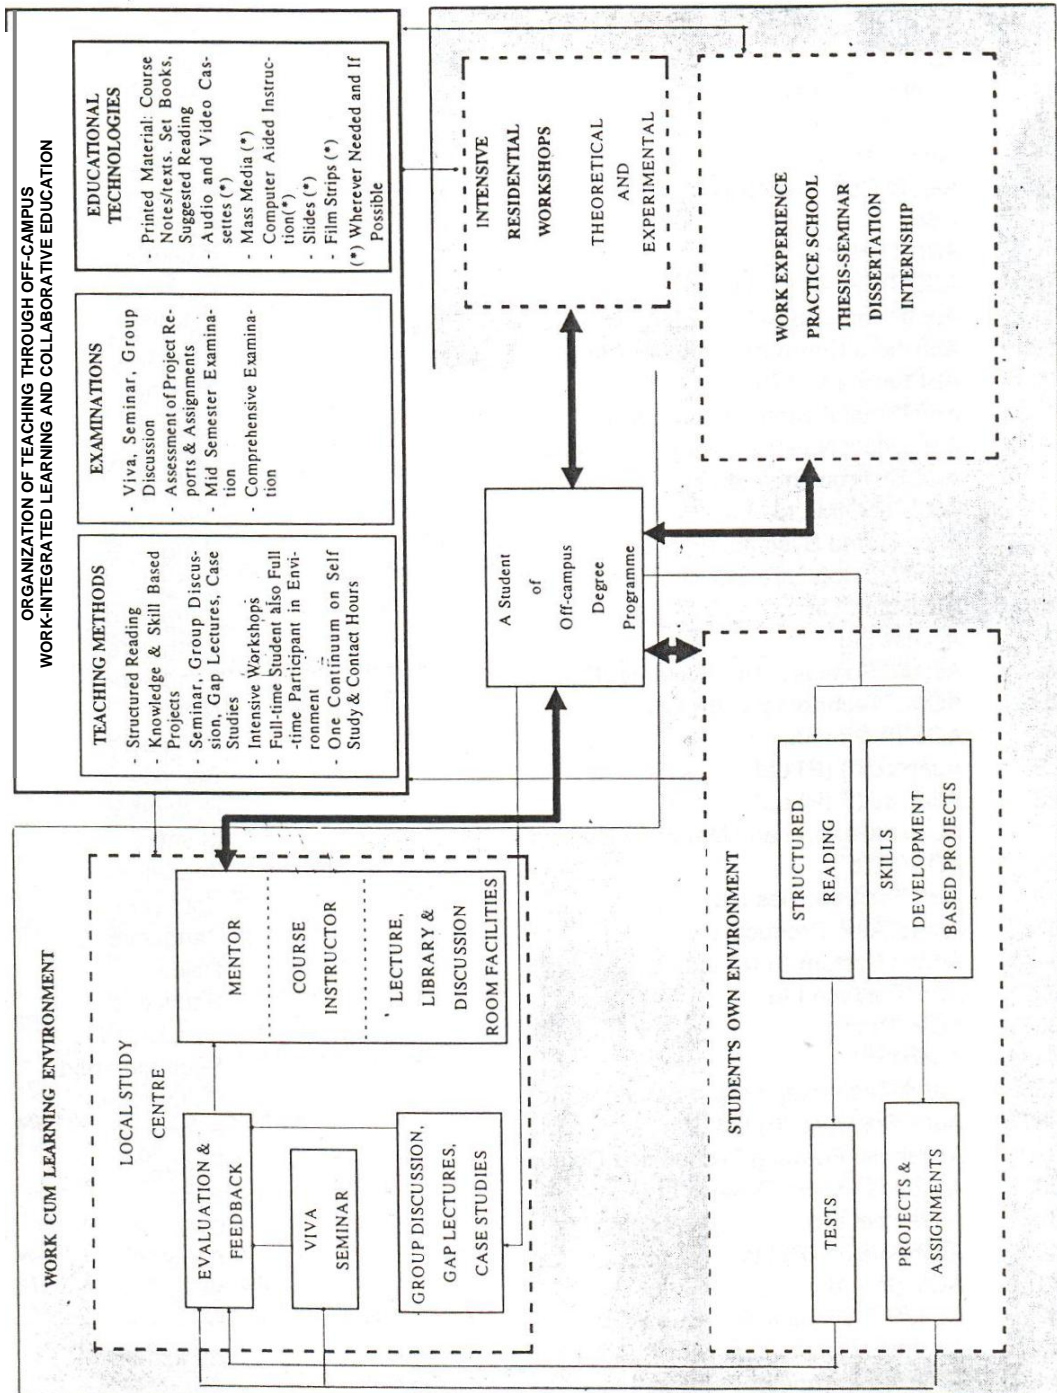 ORGANIZATION OF TEACHING THROUGH OFF-CAMPUS
WORK-INTEGRATED LEARNING AND COLLABORATIVE EDUCATION
TEACHING METHODS
- Structured Reading
- Knowledge & Skill Based
Projects
- Seminar, Group Discus-
sion, Gap Lectures, Case
Studies
- Intensive Workshops
- Full-time Student also Full
-time Participant in Envi-
ronment
- One Continuum on Self
Study & Contact Hours
EXAMINATIONS
- Viva, Seminar, Group
Discussion
- Assessment of Project Re-
ports & Assignments
- Mid Semester Examina-
tion
- Comprehensive Examina-
tion
EDUCATIONAL
TECHNOLOGIES
- Printed Material: Course
Notes/texts. Set Books,
Suggested Reading
- Audio and Video Cas-
settes (*)
- Mass Media (*)
- Computer Aided Instruc-
tion(*)
- Slides (*)
- Film Strips (*)
(*) Wherever Needed and If
Possible
WORK CUM LEARNING ENVIRONMENT
LOCAL STUDY
CENTRE
EVALUATION &
FEEDBACK
VIVA
SEMINAR
GROUP DISCUSSION,
GAP LECTURES,
CASE STUDIES
MENTOR
COURSE
INSTRUCTOR
LECTURE,
LIBRARY &
DISCUSSION
ROOM FACILITIES
A Student
of
Off-campus
Degree
Programme
INTENSIVE
RESIDENTIAL
WORKSHOPS
THEORETICAL
AND
EXPERIMENTAL
WORK EXPERIENCE
PRACTICE SCHOOL
THESIS-SEMINAR
DISSERTATION
INTERNSHIP
STUDENT'S OWN ENVIRONMENT
TESTS
STRUCTURED
READING
PROJECTS &
ASSIGNMENTS
SKILLS
DEVELOPMENT
BASED PROJECTS